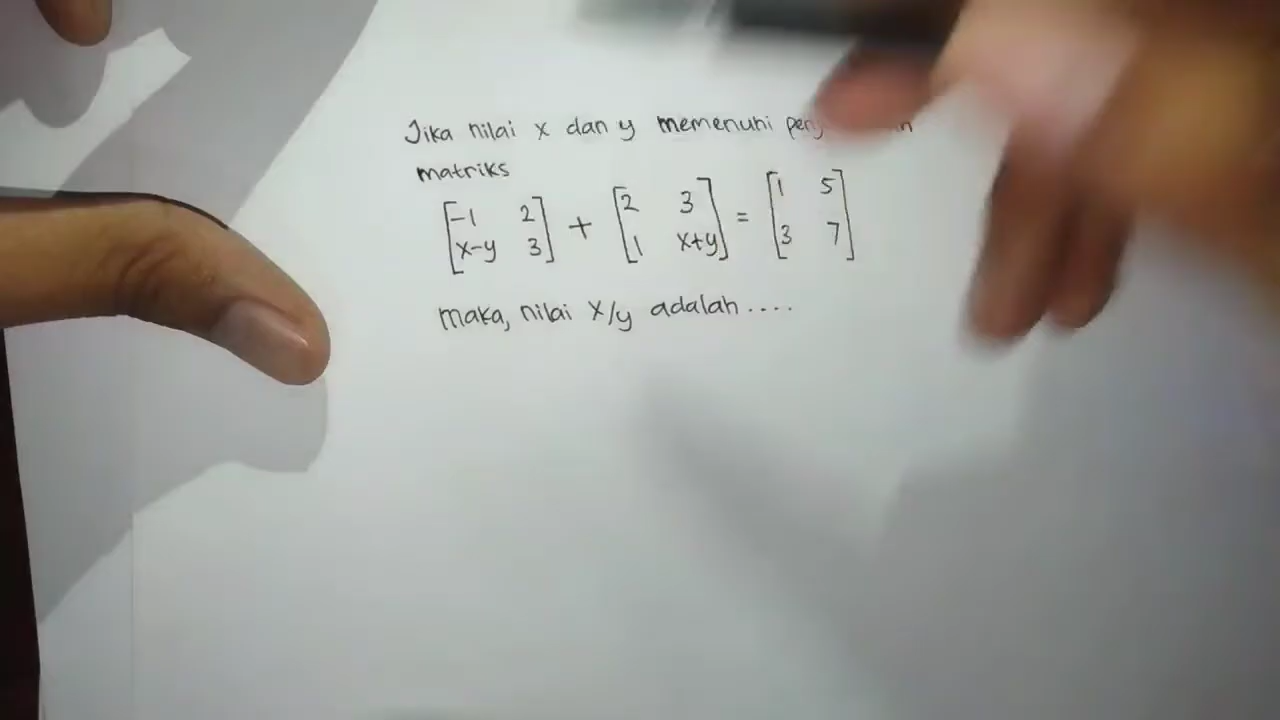 Jika nilai x dan y memenuhi
matriks
[-1 2] + [2 3] = [1 5]
[x-y 3] [1 x+y] [3 7]
maka, nilai x/y adalah ....